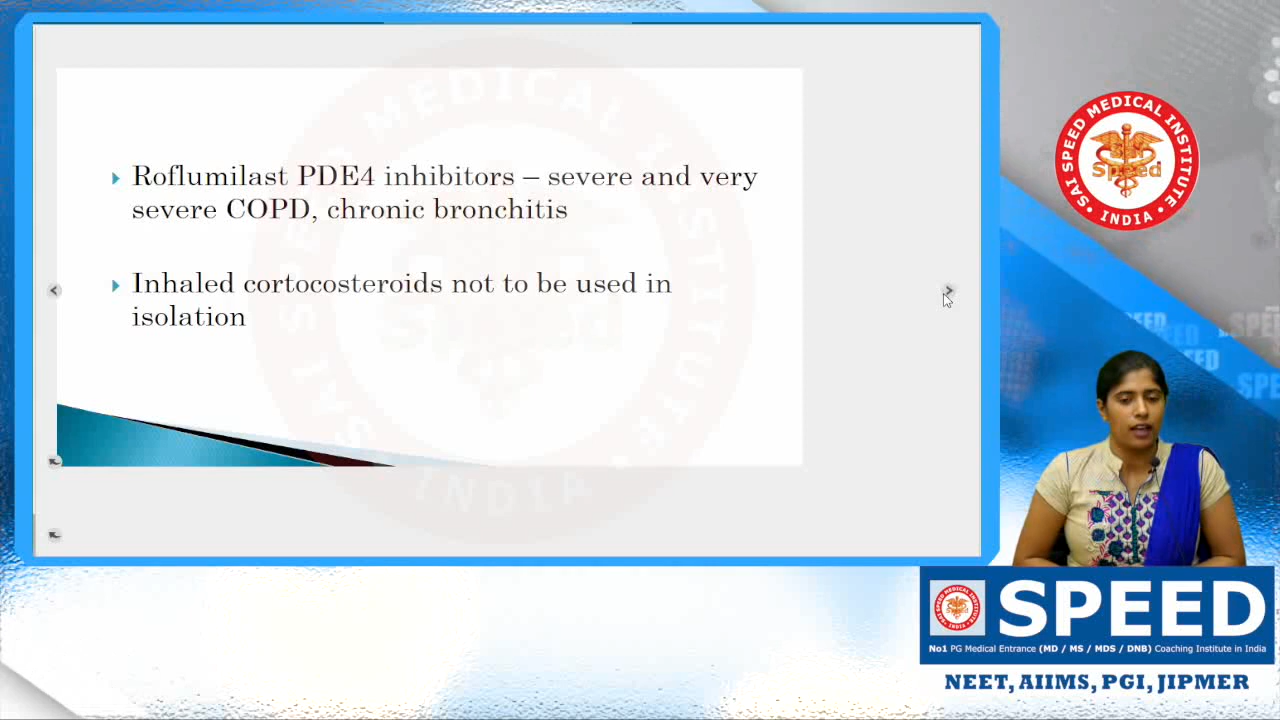 Roflumilast PDE4 inhibitors – severe and very
severe COPD, chronic bronchitis
Inhaled cortocosteroids not to be used in
isolation
SAI SPEED MEDICAL INSTITUTE
Speed
• INDIA •
SPEED
No1 PG Medical Entrance (MD / MS / MDS / DNB) Coaching Institute in India
NEET, AIIMS, PGI, JIPMER